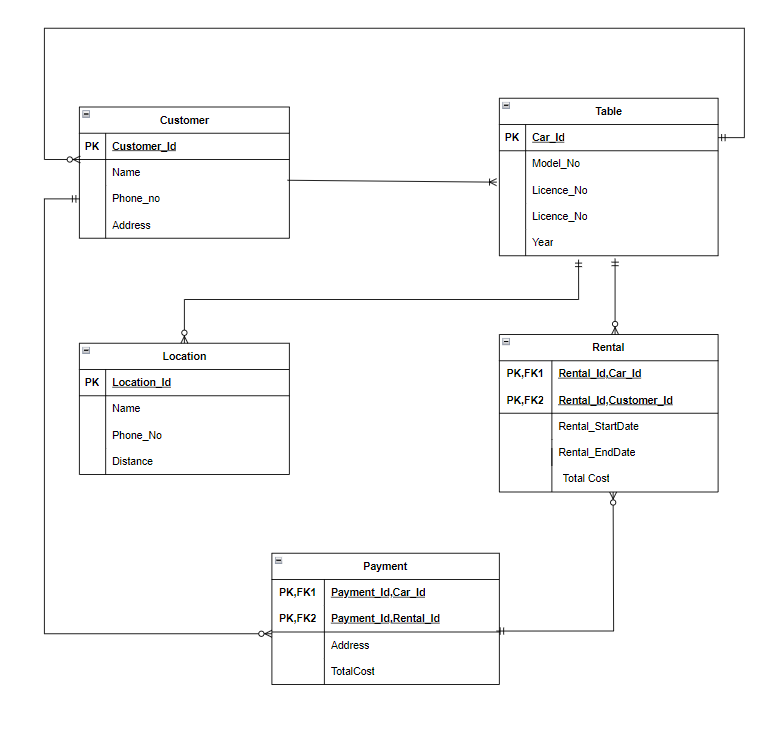 Customer
PK Customer_Id
Name
Phone_no
Address
Table
PK Car_Id
Model_No
Licence_No
Licence_No
Year
Location
PK Location_Id
Name
Phone_No
Distance
Rental
PK,FK1 Rental_Id,Car_Id
PK,FK2 Rental_Id,Customer_Id
Rental_StartDate
Rental_EndDate
Total Cost
Payment
PK,FK1 Payment_Id,Car_Id
PK,FK2 Payment_Id,Rental_Id
Address
TotalCost